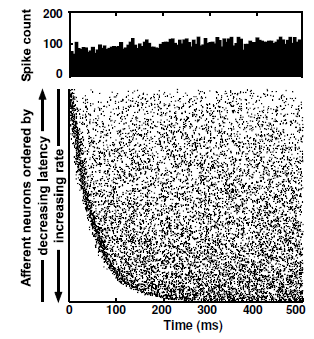 Spike count
200
100
0
Afferent neurons ordered by
decreasing latency
increasing rate
0 100 200 300 400 500
Time (ms)